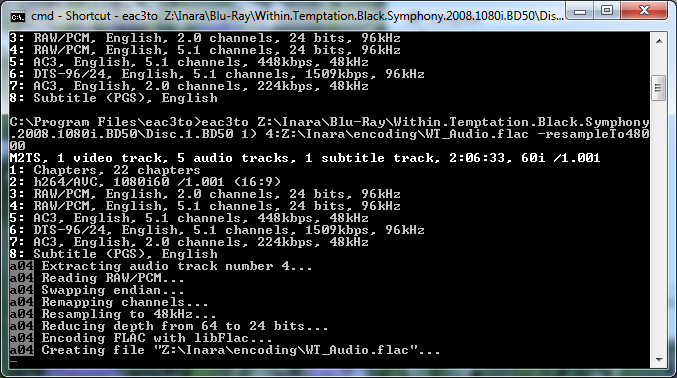 cmd - Shortcut - eac3to  Z:\Inara\Blu-Ray\Within.Temptation.Black.Symphony.2008.1080i.BD50\Dis...
3: RAW/PCM, English, 2.0 channels, 24 bits, 96kHz
4: RAW/PCM, English, 5.1 channels, 24 bits, 96kHz
5: AC3, English, 5.1 channels, 448kbps, 48kHz
6: DTS-96/24, English, 5.1 channels, 1509kbps, 96kHz
7: AC3, English, 2.0 channels, 224kbps, 48kHz
8: Subtitle (PGS), English
C:\Program Files\eac3to>eac3to Z:\Inara\Blu-Ray\Within.Temptation.Black.Symphony
.2008.1080i.BD50\Disc.1.BD50 1) 4:Z:\Inara\encoding\WT_Audio.flac -resampleTo480
00
M2TS, 1 video track, 5 audio tracks, 1 subtitle track, 2:06:33, 60i /1.001
1: Chapters, 22 chapters
2: h264/AVC, 1080i60 /1.001 (16:9)
3: RAW/PCM, English, 2.0 channels, 24 bits, 96kHz
4: RAW/PCM, English, 5.1 channels, 24 bits, 96kHz
5: AC3, English, 5.1 channels, 448kbps, 48kHz
6: DTS-96/24, English, 5.1 channels, 1509kbps, 96kHz
7: AC3, English, 2.0 channels, 224kbps, 48kHz
8: Subtitle (PGS), English
a04 Extracting audio track number 4...
a04 Reading RAW/PCM...
a04 Swapping endian...
a04 Remapping channels...
a04 Resampling to 48kHz...
a04 Reducing depth from 64 to 24 bits...
a04 Encoding FLAC with libFlac...
a04 Creating file "Z:\Inara\encoding\WT_Audio.flac"...